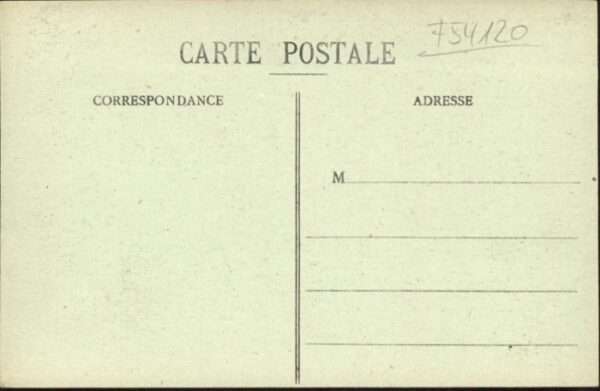 754120
CARTE POSTALE
CORRESPONDANCE
ADRESSE
M